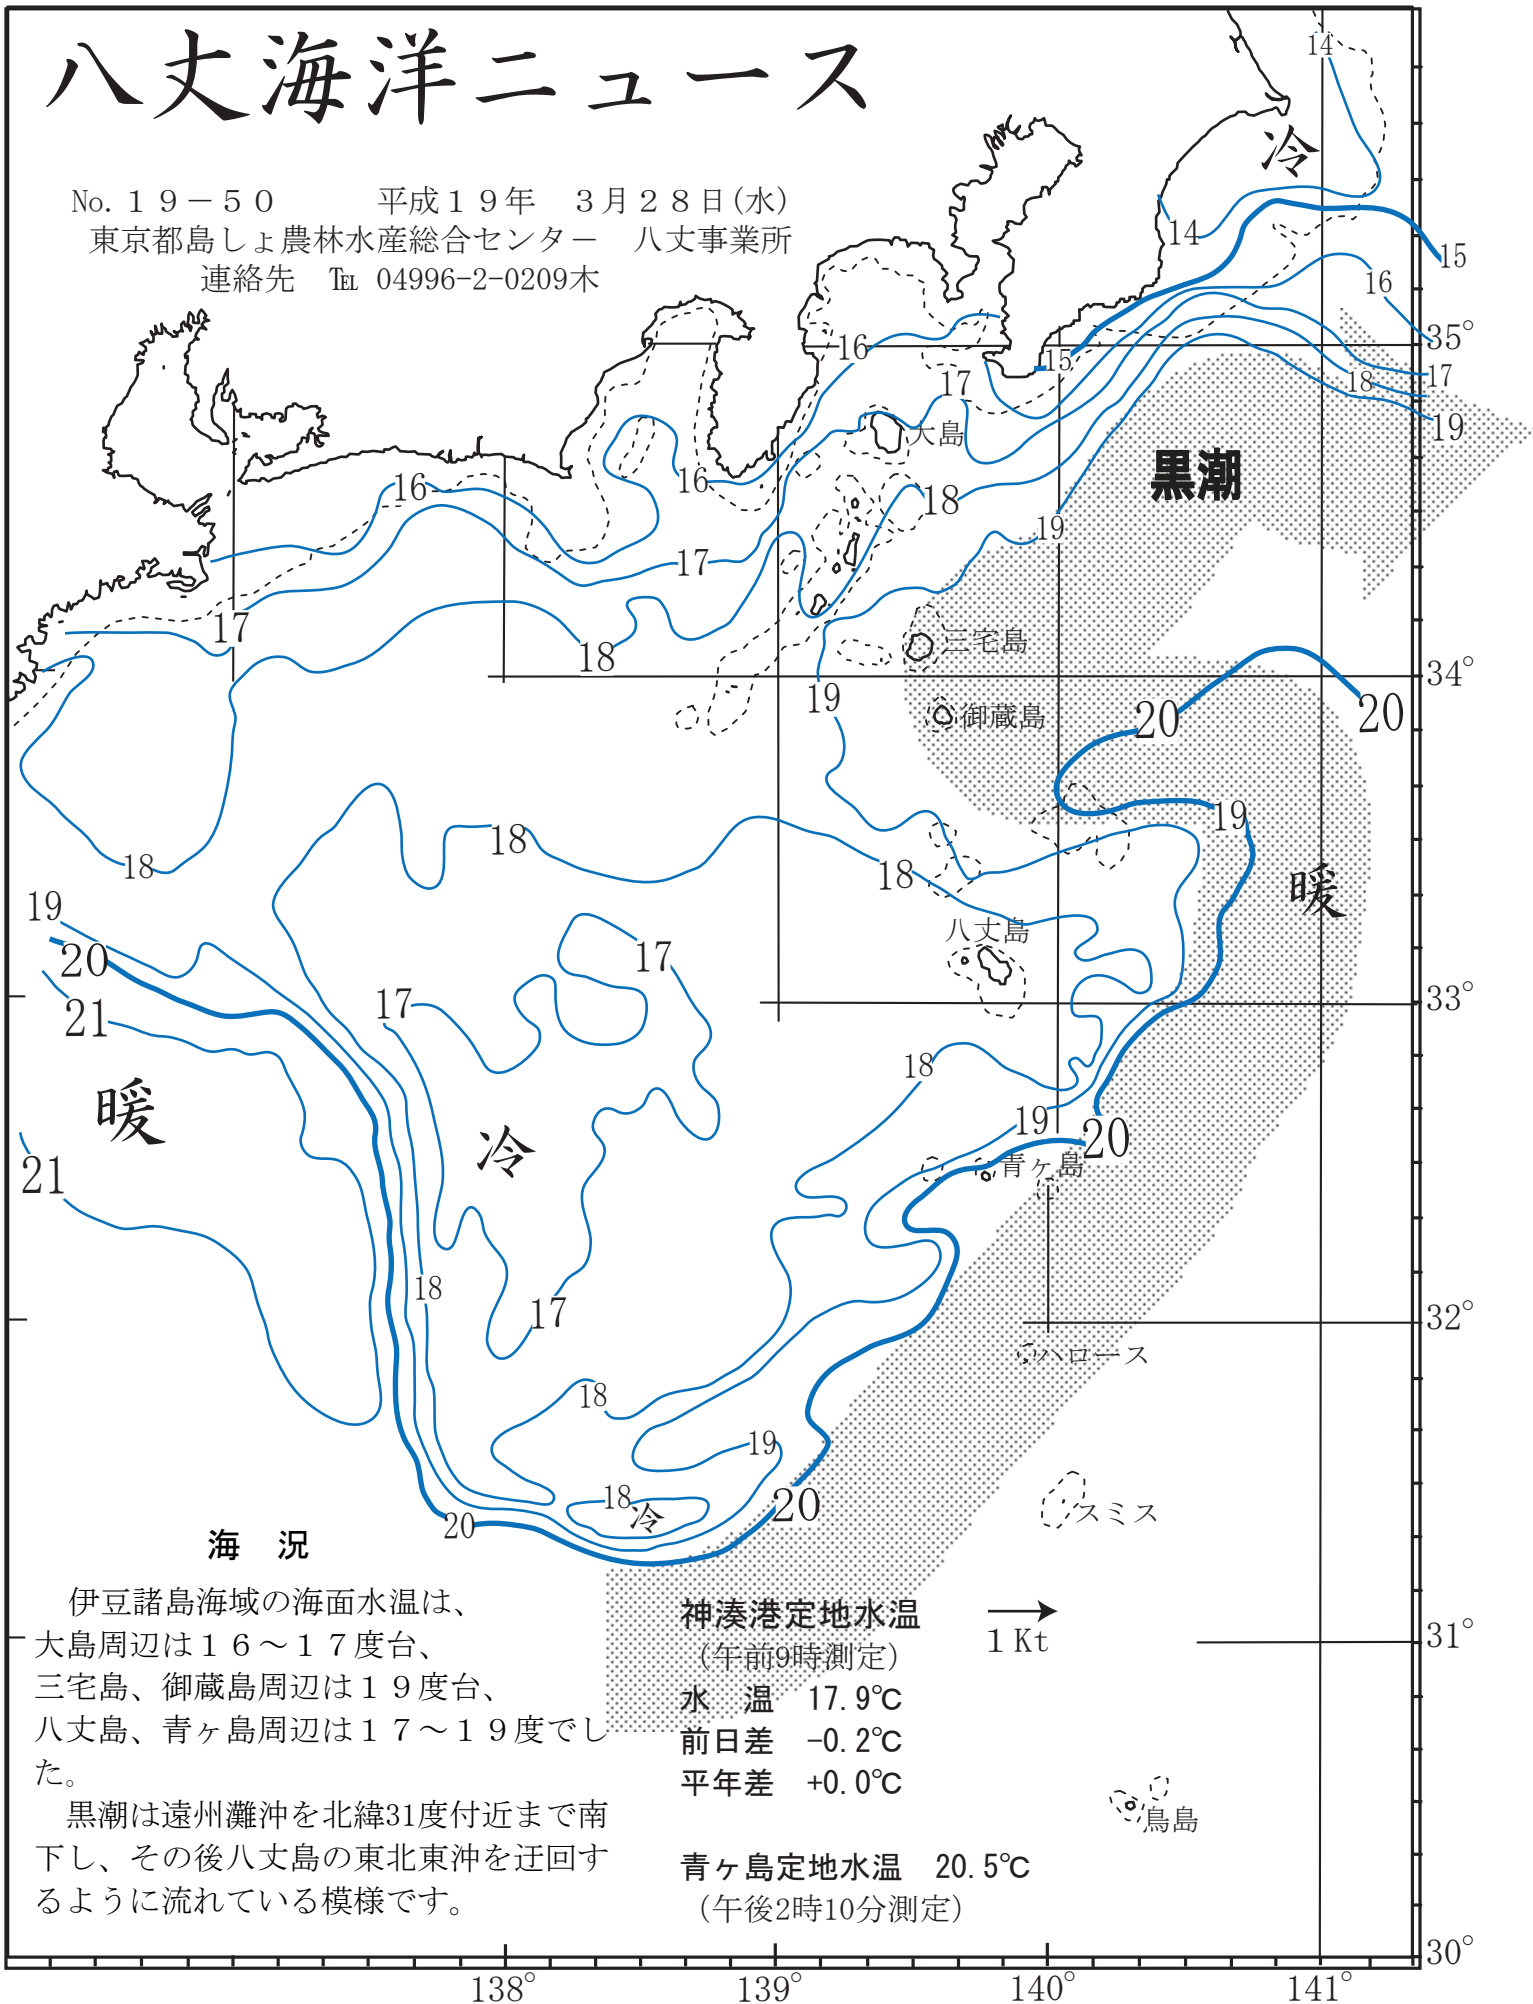 八丈海洋ニュース
No.１９－５０　平成１９年　３月２８日(水)
東京都島しょ農林水産総合センター　八丈事業所
連絡先　℡ 04996-2-0209木
14
冷
14
15
16
35°
16
15
17
18
17
19
大島
黒潮
16
16
18
19
17
17
18
三宅島
34°
19
御蔵島
20
20
18
18
19
18
暖
19
八丈島
20
17
21
17
33°
18
暖
冷
19
20
青ヶ島
21
18
17
32°
ハロース
18
19
18
冷
20
20
スミス
海　況
伊豆諸島海域の海面水温は、
大島周辺は１６～１７度台、
三宅島、御蔵島周辺は１９度台、
八丈島、青ヶ島周辺は１７～１９度でし
た。
黒潮は遠州灘沖を北緯31度付近まで南
下し、その後八丈島の東北東沖を迂回す
るように流れている模様です。
神湊港定地水温
(午前9時測定)
水　温　17.9℃
前日差　-0.2℃
平年差　+0.0℃
青ヶ島定地水温　20.5℃
(午後2時10分測定)
1 Kt
31°
鳥島
30°
138°
139°
140°
141°